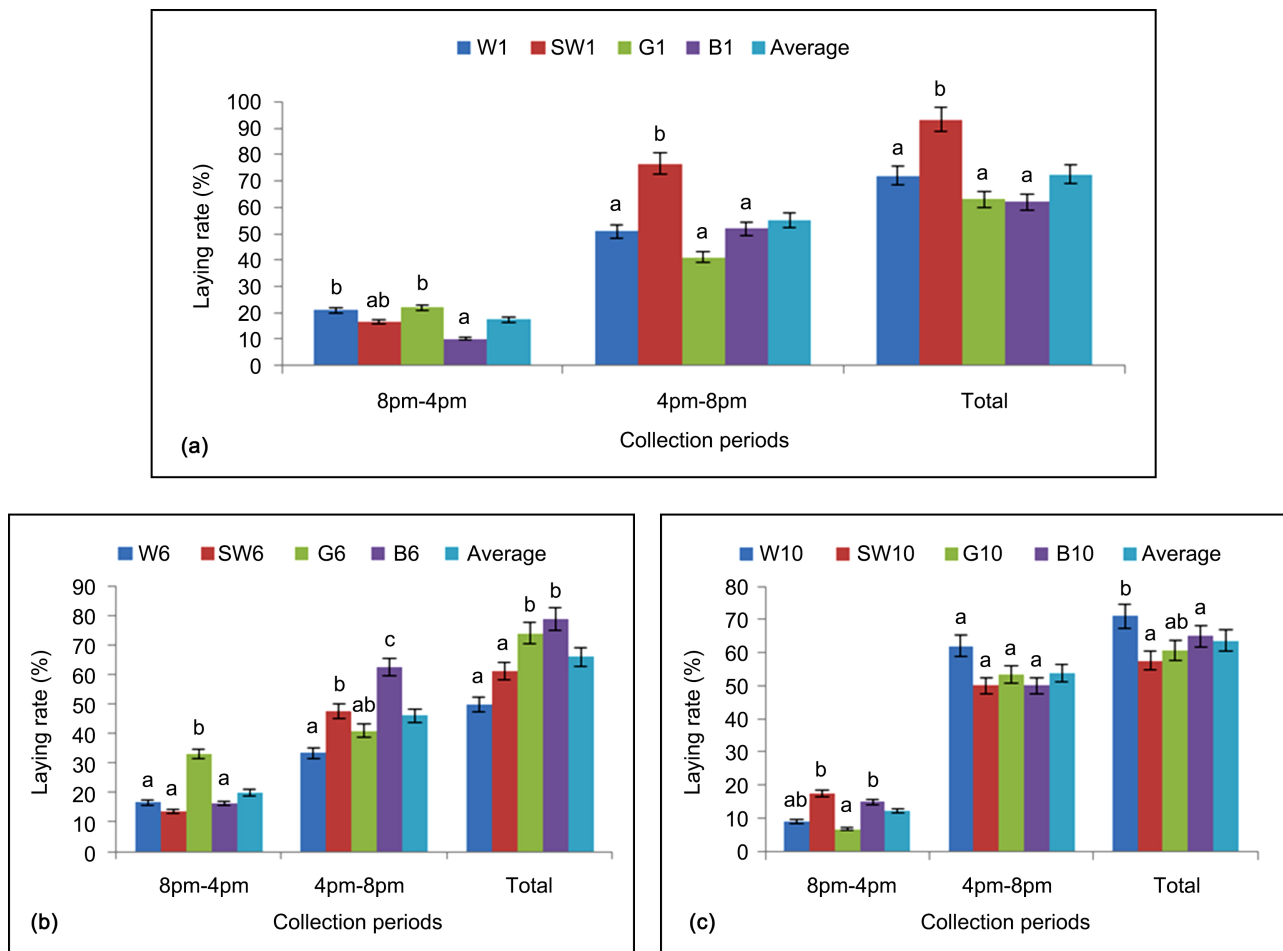 W1 SW1 G1 B1 Average
Laying rate (%)
100
90
80
70
60
50
40
30
20
10
0
b ab b a
a b a a
a b a a
8pm-4pm 4pm-8pm Total
Collection periods
(a)
W6 SW6 G6 B6 Average
Laying rate (%)
90
80
70
60
50
40
30
20
10
0
a a b a
a b ab c
a a b b
8pm-4pm 4pm-8pm Total
Collection periods
(b)
W10 SW10 G10 B10 Average
Laying rate (%)
80
70
60
50
40
30
20
10
0
ab b a b
a a a a
b a ab a
8pm-4pm 4pm-8pm Total
Collection periods
(c)